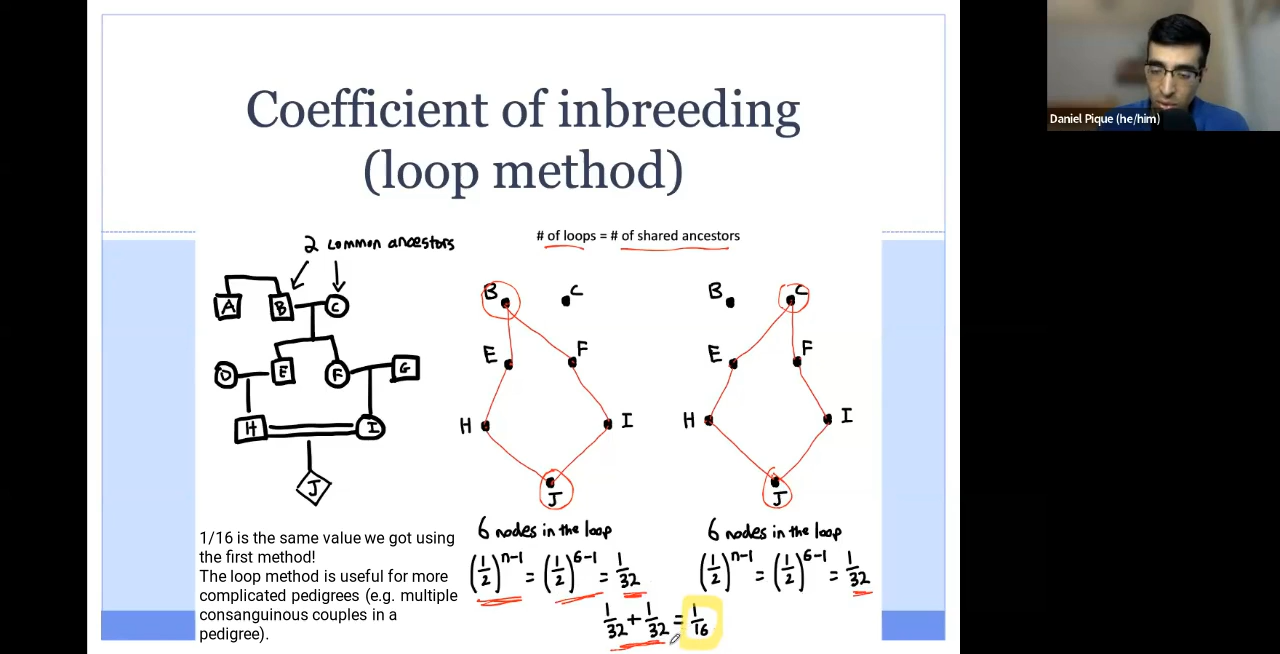 Coefficient of inbreeding
(loop method)
Daniel Pique (he/him)
# of loops = # of shared ancestors
2 common ancestors
A B C
D E F G
H I
J
B C
E F
H I
J
B C
E F
H I
J
1/16 is the same value we got using
the first method!
The loop method is useful for more
complicated pedigrees (e.g. multiple
consanguinous couples in a
pedigree).
6 nodes in the loop
(1/2)^n-1 = (1/2)^6-1 = 1/32
6 nodes in the loop
(1/2)^n-1 = (1/2)^6-1 = 1/32
1/32 + 1/32 = 1/16